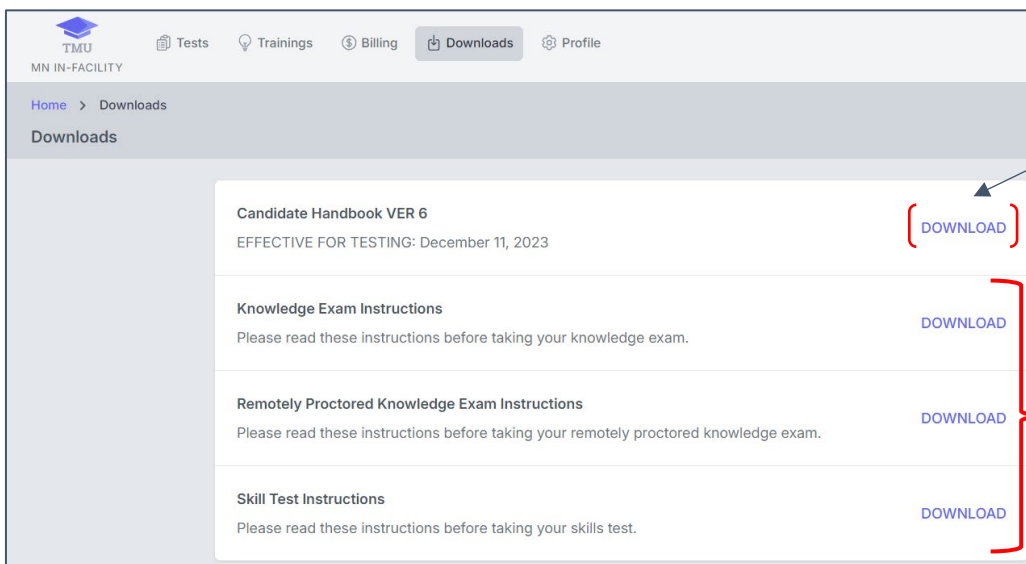 TMU
MN IN-FACILITY
Tests
Trainings
Billing
Downloads
Profile
Home > Downloads
Downloads
Candidate Handbook VER 6
EFFECTIVE FOR TESTING: December 11, 2023
DOWNLOAD
Knowledge Exam Instructions
Please read these instructions before taking your knowledge exam.
DOWNLOAD
Remotely Proctored Knowledge Exam Instructions
Please read these instructions before taking your remotely proctored knowledge exam.
DOWNLOAD
Skill Test Instructions
Please read these instructions before taking your skills test.
DOWNLOAD